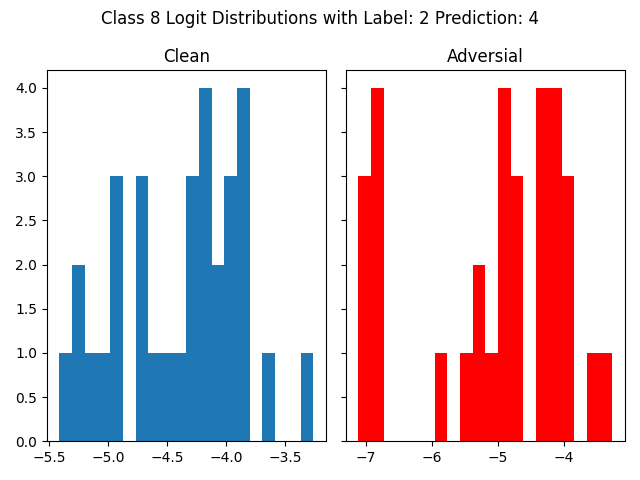 Class 8 Logit Distributions with Label: 2 Prediction: 4
Clean
Adversial
4.0
3.5
3.0
2.5
2.0
1.5
1.0
0.5
0.0
−5.5 −5.0 −4.5 −4.0 −3.5
−7 −6 −5 −4